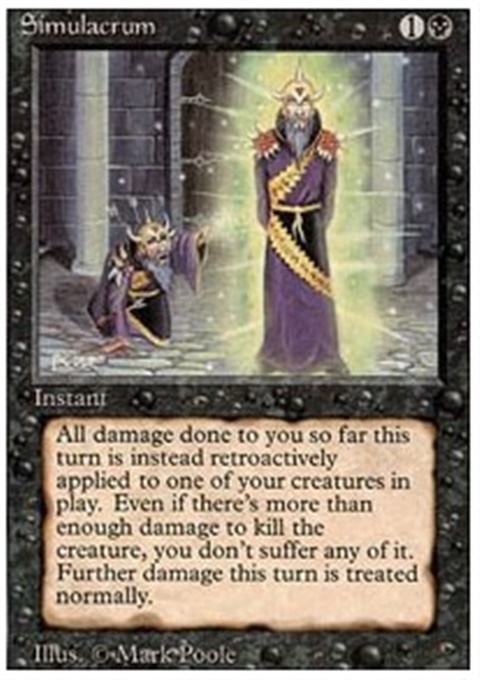 Simulacrum 1
Instant
All damage done to you so far this
turn is instead retroactively
applied to one of your creatures in
play. Even if there's more than
enough damage to kill the
creature, you don't suffer any of it.
Further damage this turn is treated
normally.
Illus. © Mark Poole